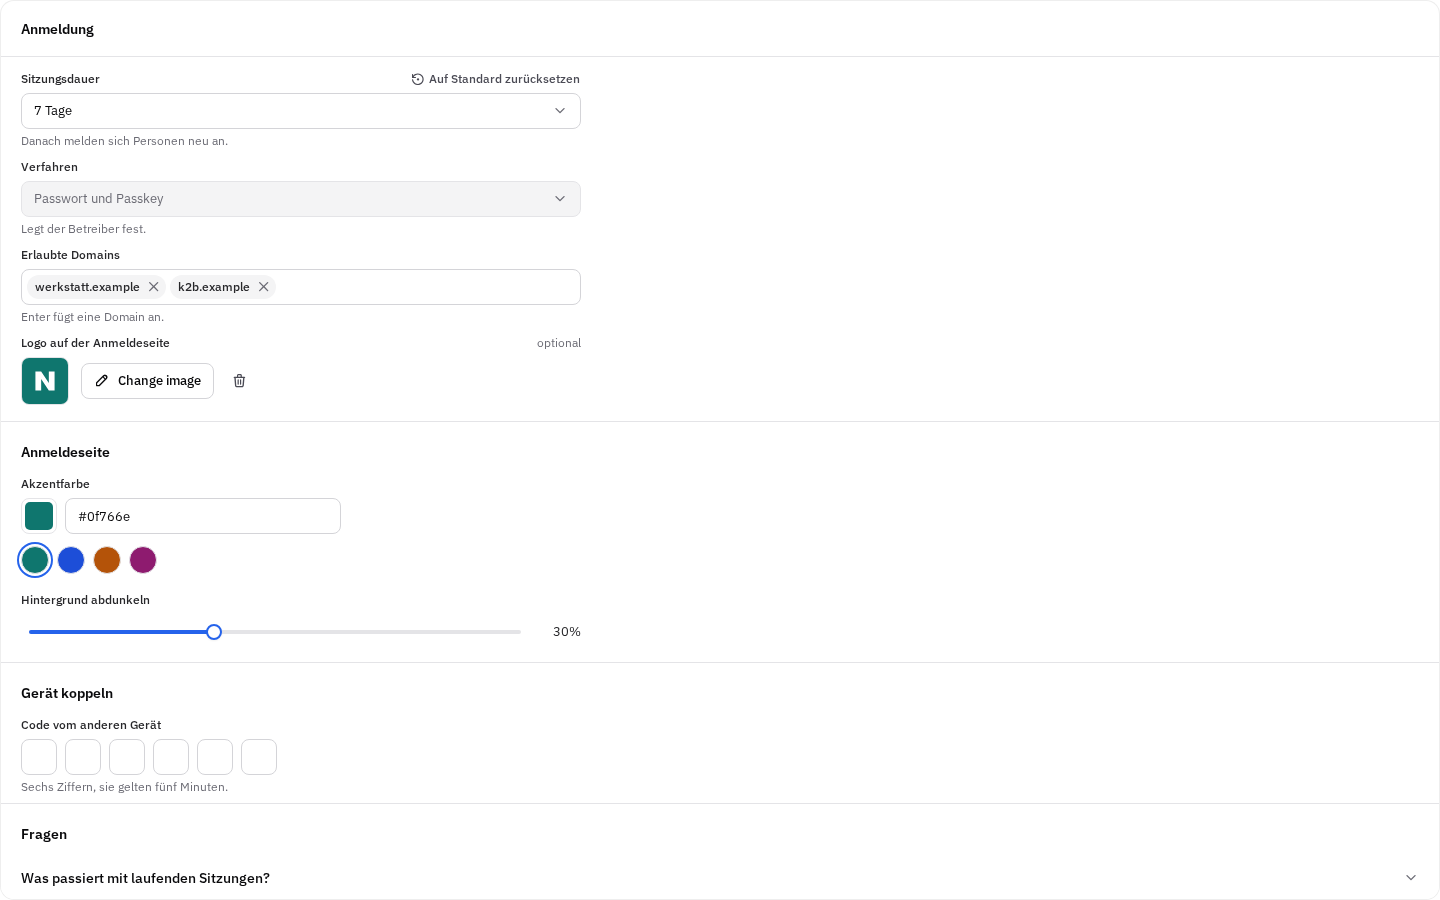 Anmeldung
Sitzungsdauer
Auf Standard zurücksetzen
7 Tage
Danach melden sich Personen neu an.
Verfahren
Passwort und Passkey
Legt der Betreiber fest.
Erlaubte Domains
werkstatt.example k2b.example
Enter fügt eine Domain an.
Logo auf der Anmeldeseite
optional
N
Change image
Anmeldeseite
Akzentfarbe
#0f766e
Hintergrund abdunkeln
30%
Gerät koppeln
Code vom anderen Gerät
Sechs Ziffern, sie gelten fünf Minuten.
Fragen
Was passiert mit laufenden Sitzungen?